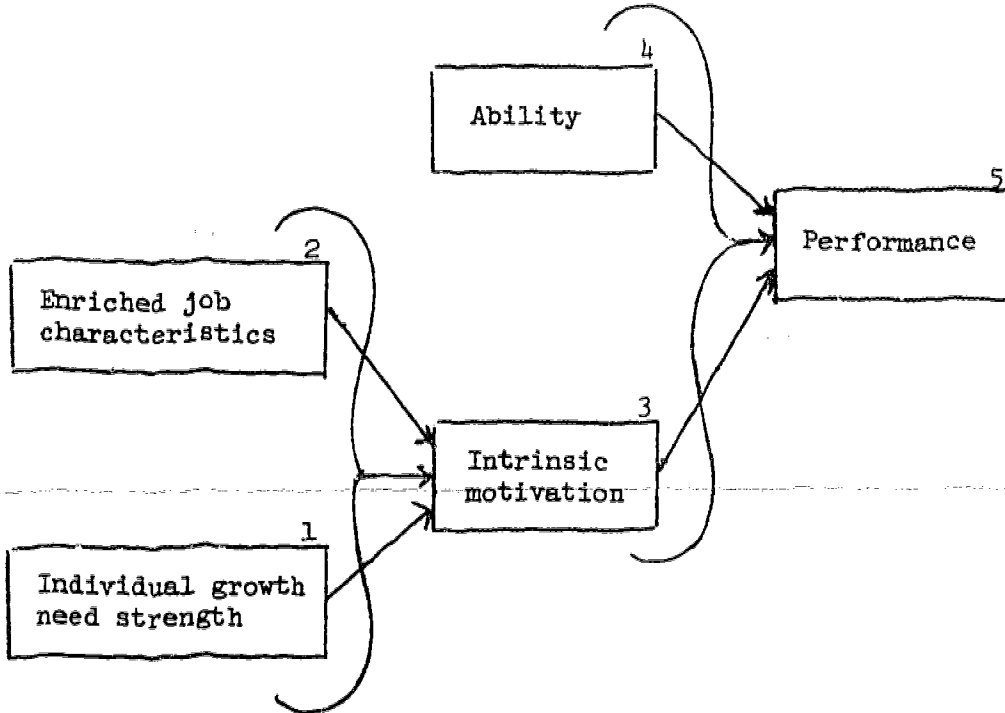 4
Ability
5
Performance
2
Enriched job
characteristics
3
Intrinsic
motivation
1
Individual growth
need strength